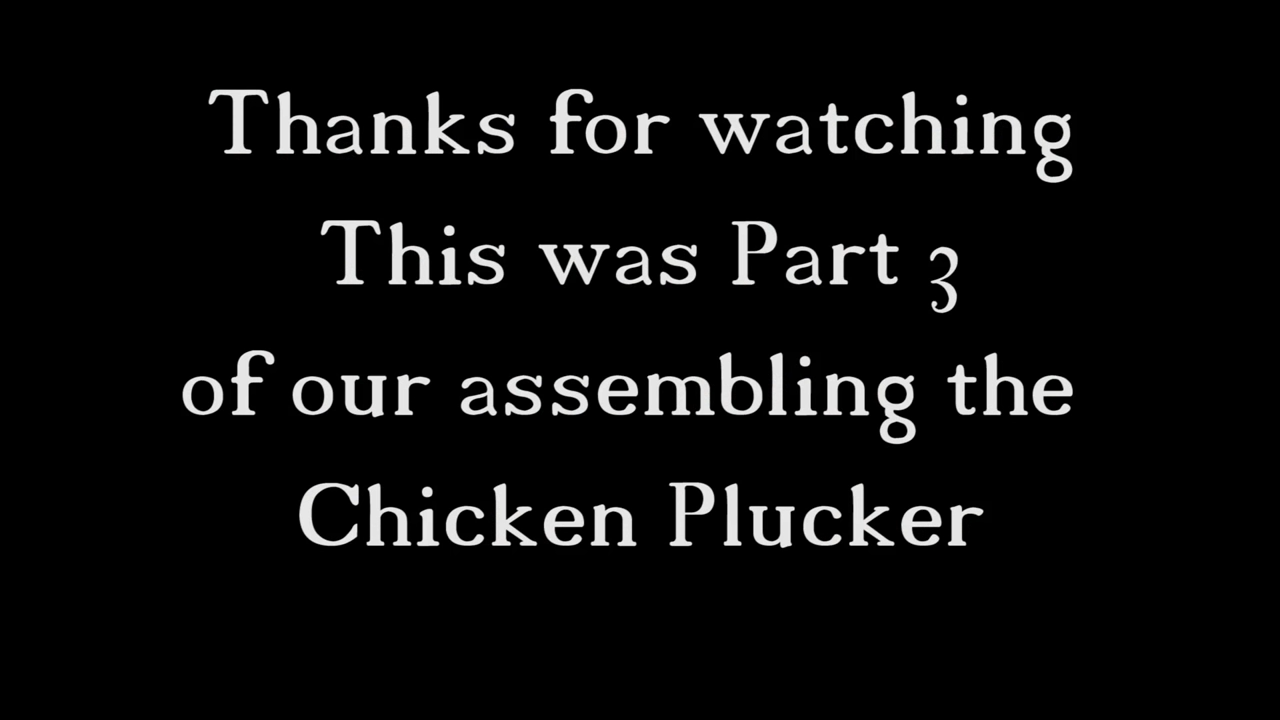 Thanks for watching
This was Part 3
of our assembling the
Chicken Plucker